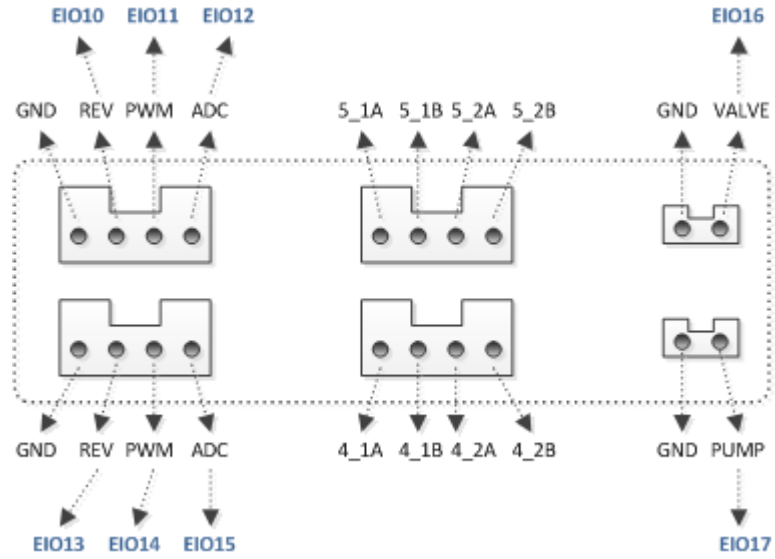 EIO10 EIO11 EIO12 EIO16
GND REV PWM ADC 5_1A 5_1B 5_2A 5_2B GND VALVE
GND REV PWM ADC 4_1A 4_1B 4_2A 4_2B GND PUMP
EIO13 EIO14 EIO15 EIO17